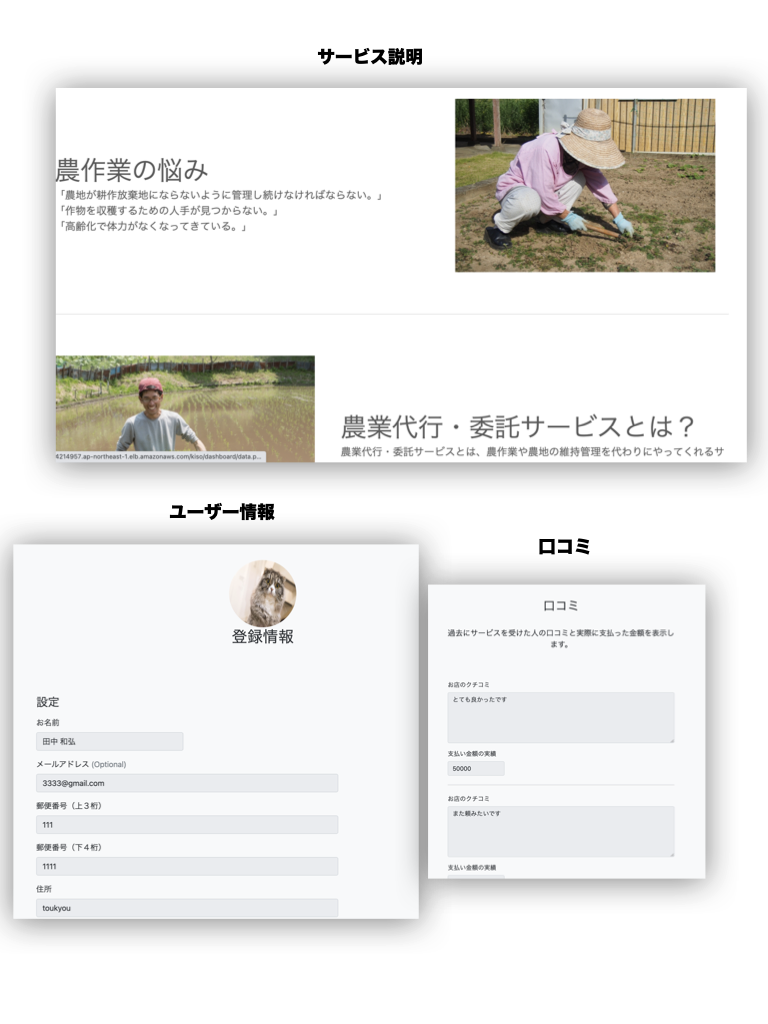 サービス説明
農作業の悩み
「農地が耕作放棄地にならないように管理し続けなければならない。」
「作物を収穫するための人手が見つからない。」
「高齢化で体力がなくなってきている。」
農業代行・委託サービスとは？
農業代行・委託サービスとは、農作業や農地の維持管理を代わりにやってくれるサ
4214957.ap-northeast-1.elb.amazonaws.com/kiso/dashboard/data.p...
ユーザー情報
登録情報
設定
お名前
田中 和弘
メールアドレス (Optional)
3333@gmail.com
郵便番号（上３桁）
111
郵便番号（下４桁）
1111
住所
toukyou
口コミ
口コミ
過去にサービスを受けた人の口コミと実際に支払った金額を表示し
ます。
お店のクチコミ
とても良かったです
支払い金額の実績
50000
お店のクチコミ
また頼みたいです
支払い金額の実績